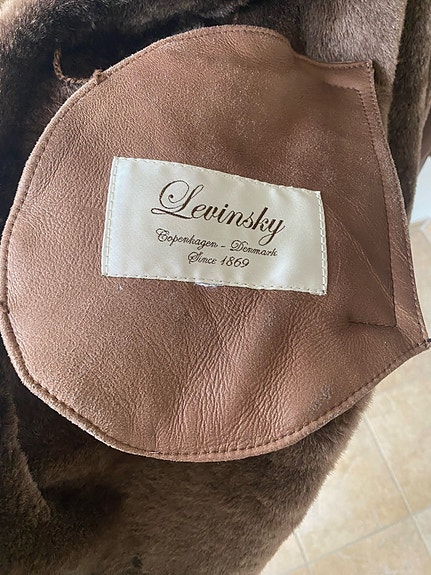 Levinsky
Copenhagen - Denmark
Since 1869